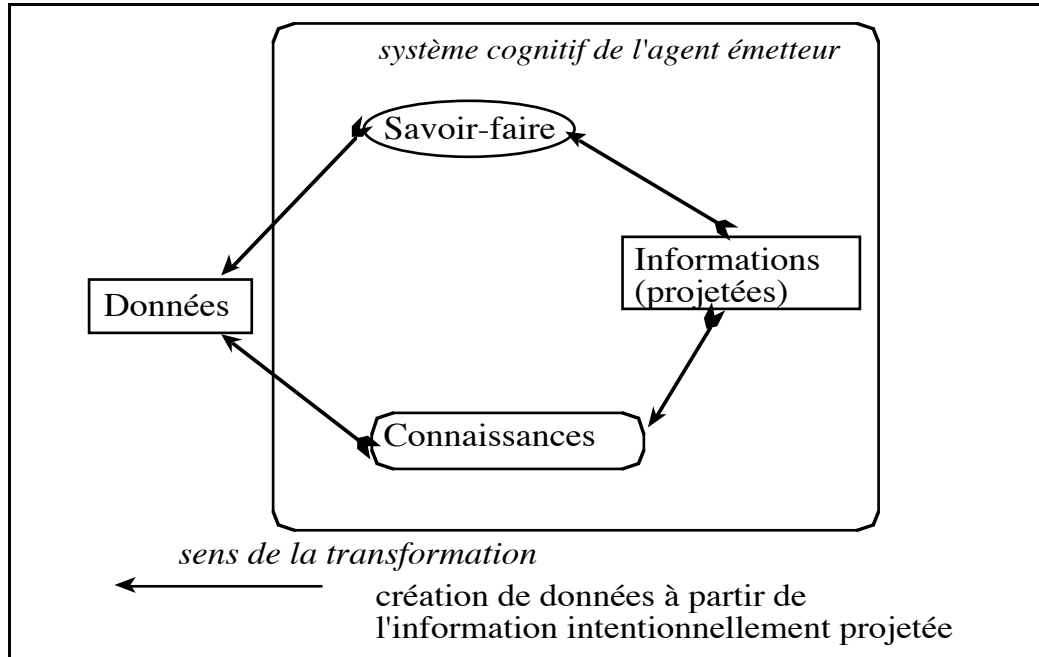 système cognitif de l'agent émetteur
Savoir-faire
Informations
(projetées)
Données
Connaissances
sens de la transformation
création de données à partir de
l'information intentionnellement projetée